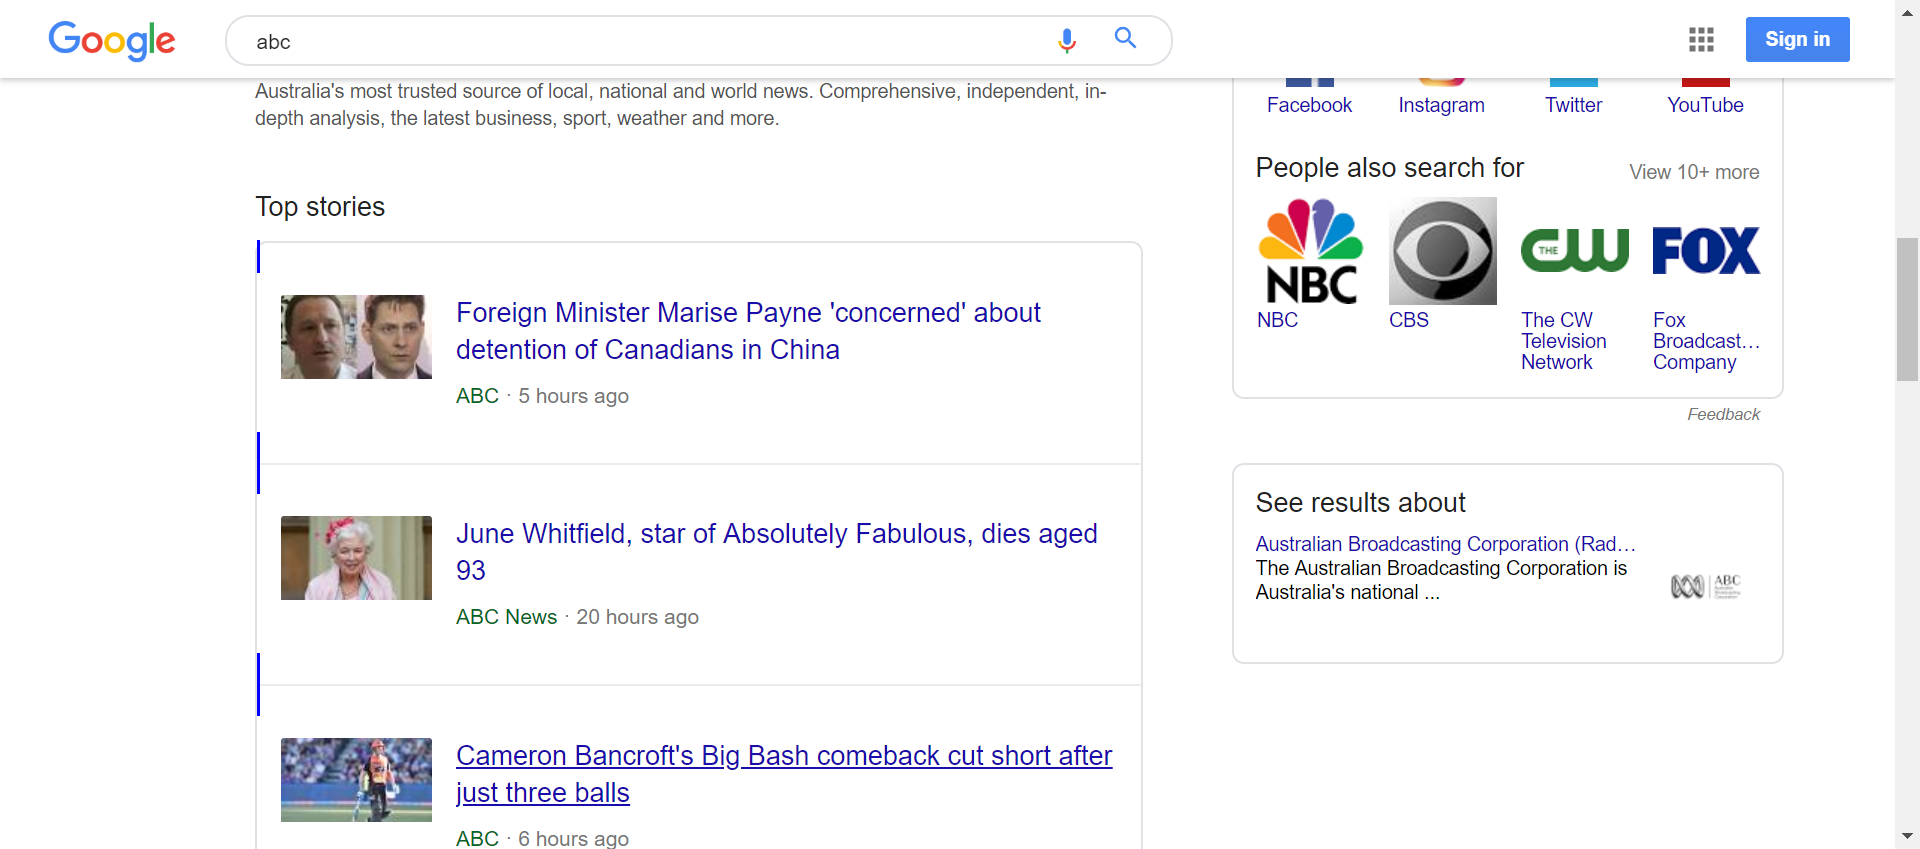 Google
abc
Sign in
Australia's most trusted source of local, national and world news. Comprehensive, independent, in-
depth analysis, the latest business, sport, weather and more.
Top stories
Foreign Minister Marise Payne 'concerned' about
detention of Canadians in China
ABC · 5 hours ago
June Whitfield, star of Absolutely Fabulous, dies aged
93
ABC News · 20 hours ago
Cameron Bancroft's Big Bash comeback cut short after
just three balls
ABC · 6 hours ago
Facebook
Instagram
Twitter
YouTube
People also search for
View 10+ more
NBC
THE CW
FOX
NBC
CBS
The CW
Television
Network
Fox
Broadcast...
Company
Feedback
See results about
Australian Broadcasting Corporation (Rad...
The Australian Broadcasting Corporation is
Australia's national ...
ABC